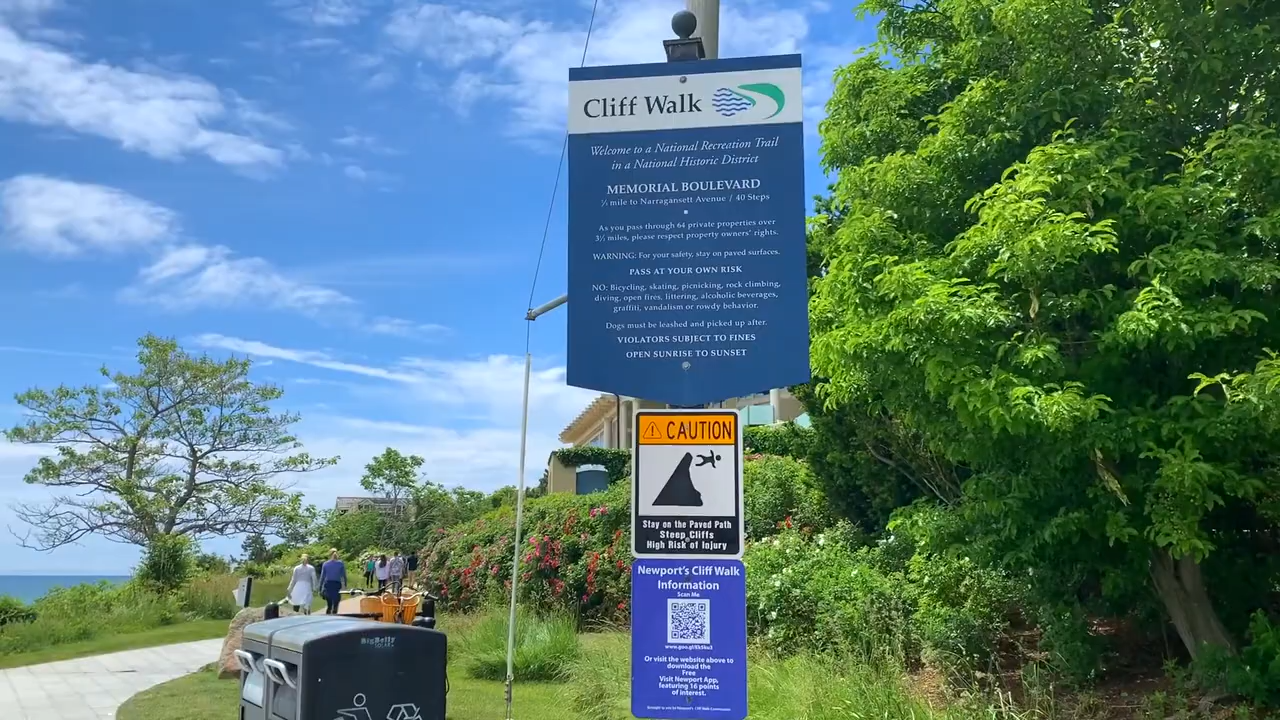 Cliff Walk
Welcome to a National Recreation Trail
in a National Historic District
MEMORIAL BOULEVARD
mile to Narragansett Avenue / 40 Steps
As you pass through 64 private properties over
3½ miles, please respect property owners' rights.
WARNING: For your safety, stay on paved surfaces.
PASS AT YOUR OWN RISK
NO: Bicycling, skating, picnicking, rock climbing,
diving, open fires, littering, alcoholic beverages,
graffiti, vandalism or rowdy behavior.
Dogs must be leashed and picked up after.
VIOLATORS SUBJECT TO FINES
OPEN SUNRISE TO SUNSET
CAUTION
Stay on the Paved Path
Steep Cliffs
High Risk of Injury
Newport's Cliff Walk
Information
Scan Me
Or visit the website above to
download the
Free
Visit Newport App,
featuring 16 points
of interest.
BigBelly
SOLAR